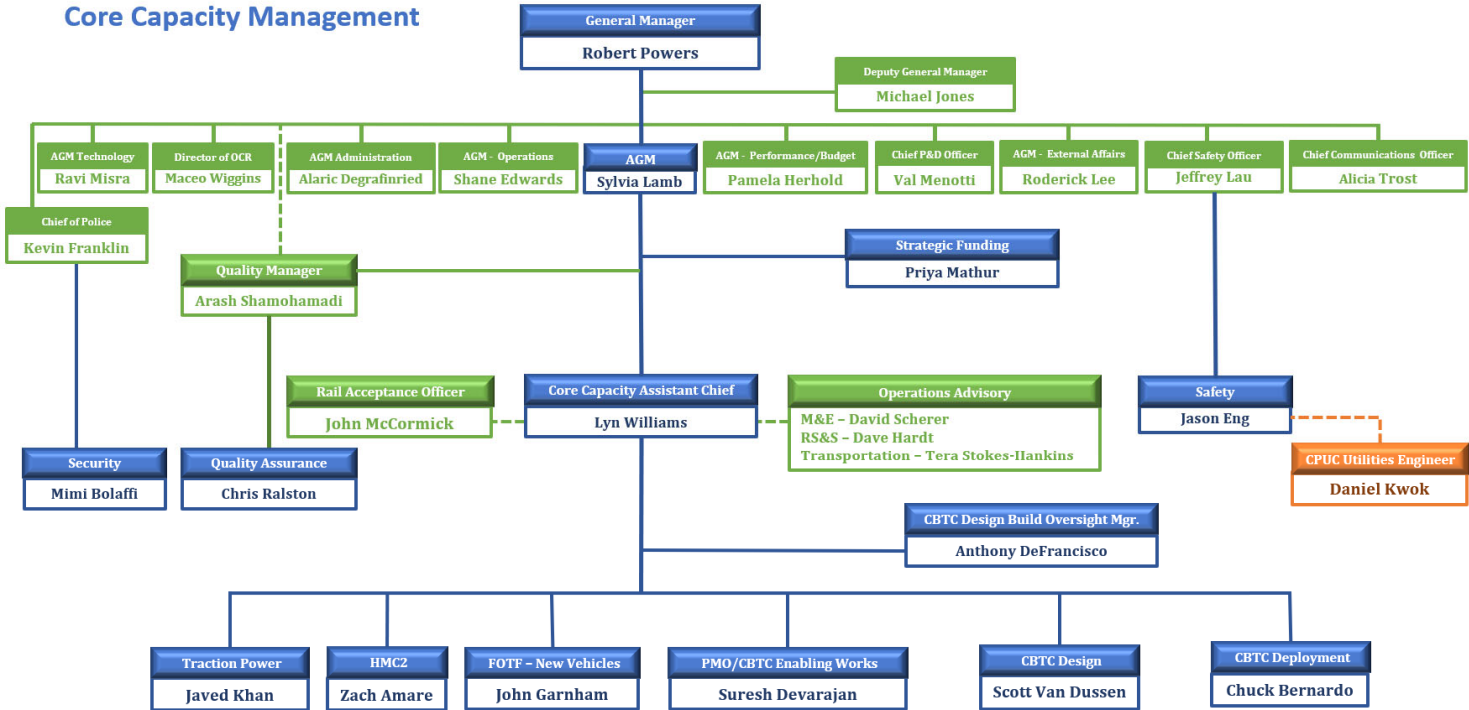 Core Capacity Management
General Manager
Robert Powers
Deputy General Manager
Michael Jones
AGM Technology
Ravi Misra
Director of OCR
Maceo Wiggins
AGM Administration
Alaric Degrafinried
AGM - Operations
Shane Edwards
AGM
Sylvia Lamb
AGM - Performance/Budget
Pamela Herhold
Chief P&D Officer
Val Menotti
AGM - External Affairs
Roderick Lee
Chief Safety Officer
Jeffrey Lau
Chief Communications Officer
Alicia Trost
Chief of Police
Kevin Franklin
Strategic Funding
Priya Mathur
Quality Manager
Arash Shamohamadi
Rail Acceptance Officer
John McCormick
Core Capacity Assistant Chief
Lyn Williams
Operations Advisory
M&E – David Scherer
RS&S – Dave Hardt
Transportation – Tera Stokes-Hankins
Safety
Jason Eng
Security
Mimi Bolaffi
Quality Assurance
Chris Ralston
CPUC Utilities Engineer
Daniel Kwok
CBTC Design Build Oversight Mgr.
Anthony DeFrancisco
Traction Power
Javed Khan
HMC2
Zach Amare
FOTF – New Vehicles
John Garnham
PMO/CBTC Enabling Works
Suresh Devarajan
CBTC Design
Scott Van Dussen
CBTC Deployment
Chuck Bernardo